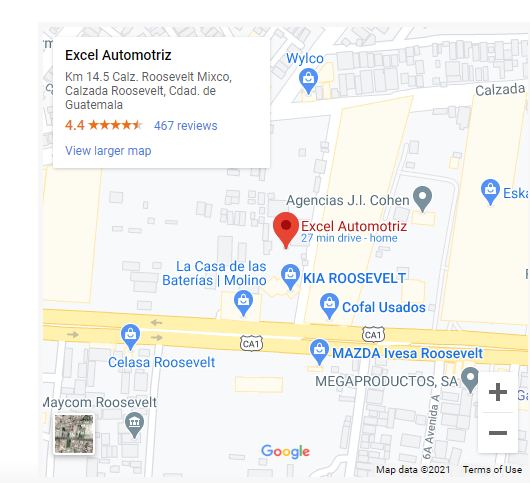 Excel Automotriz
Km 14.5 Calz. Roosevelt Mixco,
Calzada Roosevelt, Cdad. de
Guatemala
4.4
467 reviews
View larger map
Wylco
Calzada
Agencias J.I. Cohen
Eska
Excel Automotriz
27 min drive - home
La Casa de las
Baterías | Molino
KIA ROOSEVELT
Cofal Usados
CA1
CA1
MAZDA Ivesa Roosevelt
Celasa Roosevelt
MEGAPRODUCTOS, SA
Maycom Roosevelt
Ga
6A Avenida A
Google
Map data ©2021
Terms of Use